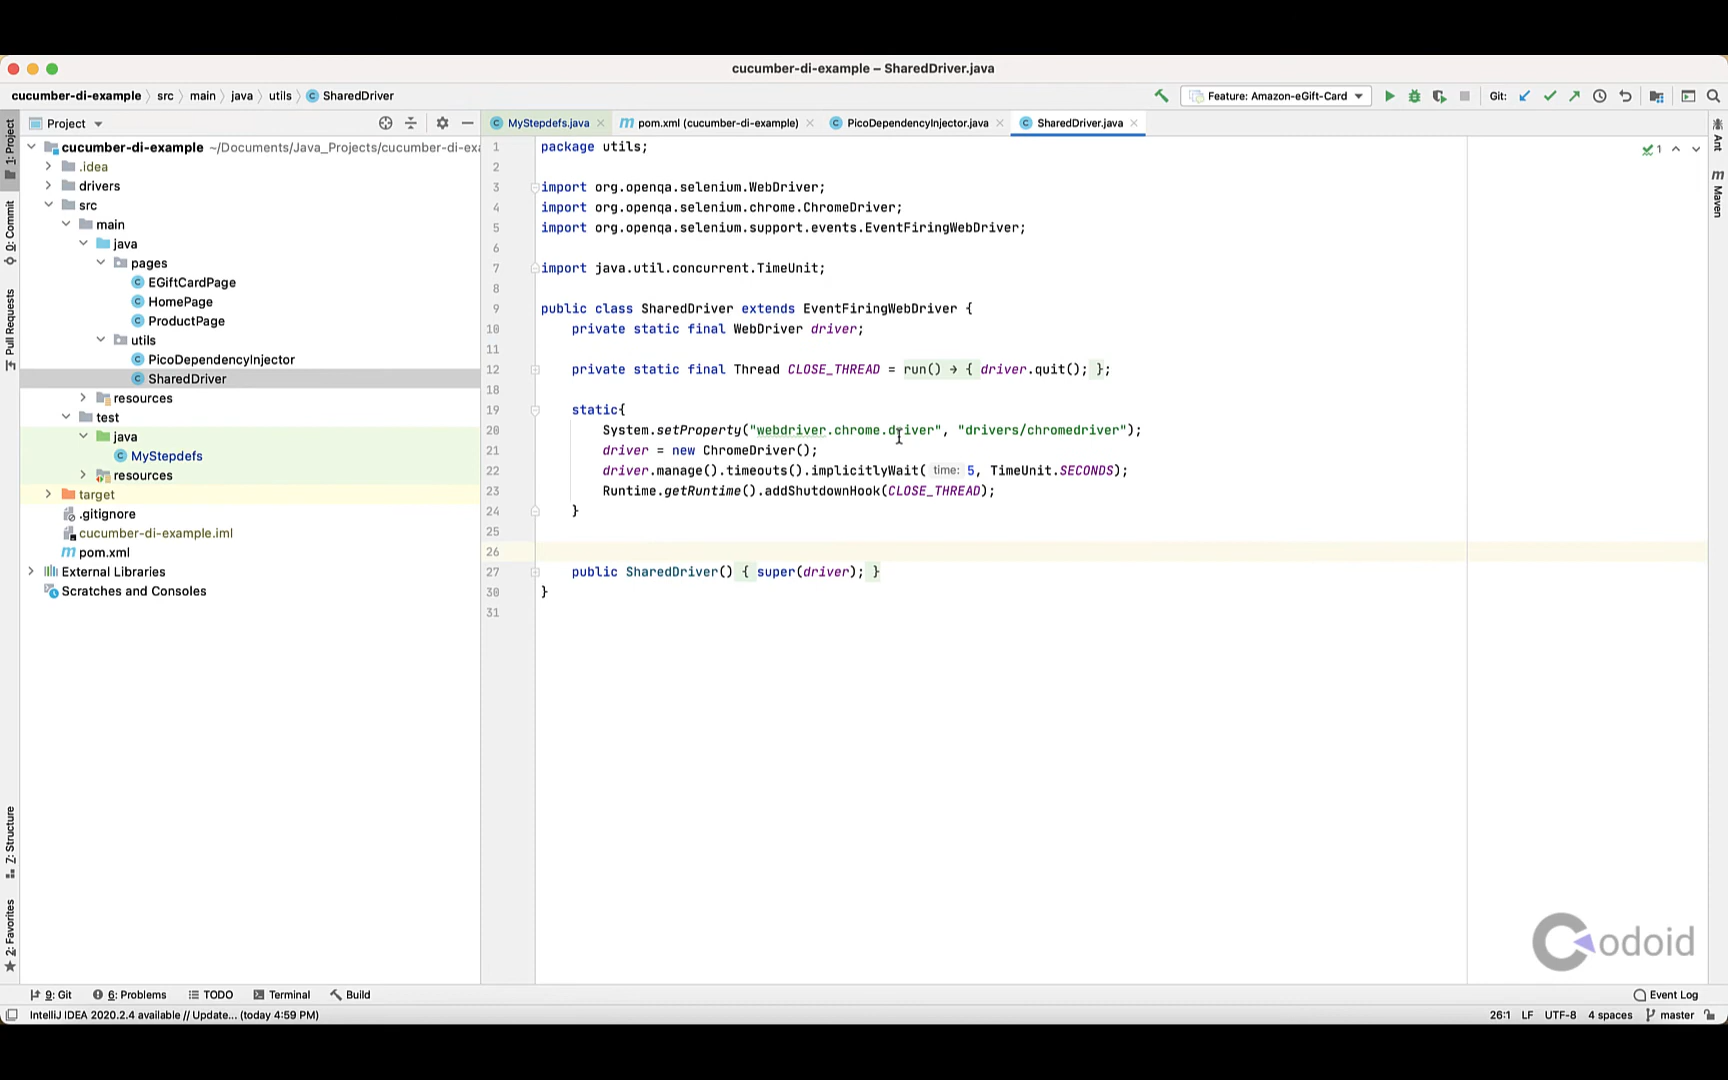 cucumber-di-example – SharedDriver.java
cucumber-di-example 〉 src 〉 main 〉 java 〉 utils 〉 SharedDriver
Feature: Amazon-eGift-Card
Git:
Project
MyStepdefs.java
pom.xml (cucumber-di-example)
PicoDependencyInjector.java
SharedDriver.java
1: Project
0: Commit
Pull Requests
7: Structure
2: Favorites
cucumber-di-example ~/Documents/Java_Projects/cucumber-di-exa
.idea
drivers
src
main
java
pages
EGiftCardPage
HomePage
ProductPage
utils
PicoDependencyInjector
SharedDriver
resources
test
java
MyStepdefs
resources
target
.gitignore
cucumber-di-example.iml
pom.xml
External Libraries
Scratches and Consoles
1 package utils;
2
3 import org.openqa.selenium.WebDriver;
4 import org.openqa.selenium.chrome.ChromeDriver;
5 import org.openqa.selenium.support.events.EventFiringWebDriver;
6
7 import java.util.concurrent.TimeUnit;
8
9 public class SharedDriver extends EventFiringWebDriver {
10 private static final WebDriver driver;
11
12 private static final Thread CLOSE_THREAD = run() → { driver.quit(); };
18
19 static{
20 System.setProperty("webdriver.chrome.driver", "drivers/chromedriver");
21 driver = new ChromeDriver();
22 driver.manage().timeouts().implicitlyWait( time: 5, TimeUnit.SECONDS);
23 Runtime.getRuntime().addShutdownHook(CLOSE_THREAD);
24 }
25
26
27 public SharedDriver() { super(driver); }
30 }
31
1
Ant
Maven
Codoid
9: Git
6: Problems
TODO
Terminal
Build
Event Log
IntelliJ IDEA 2020.2.4 available // Update... (today 4:59 PM)
26:1 LF UTF-8 4 spaces master